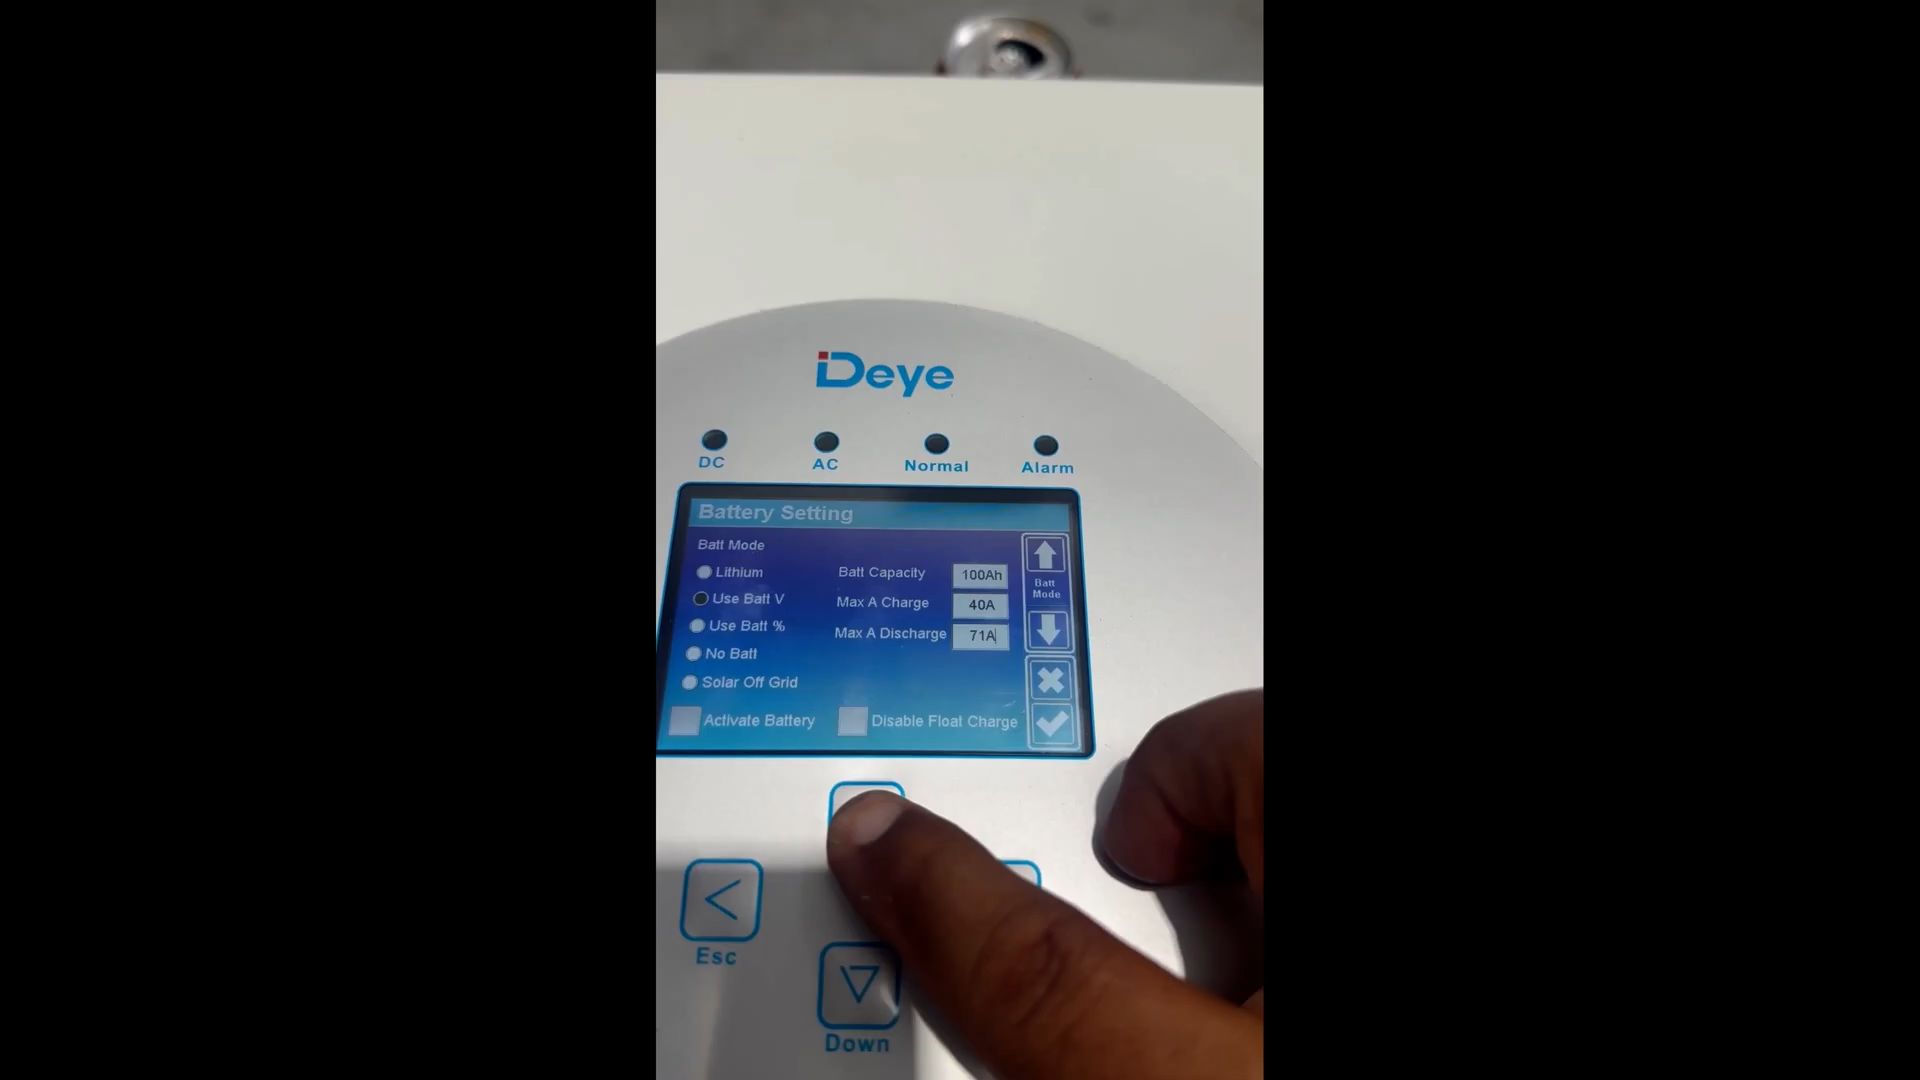 Deye
DC AC Normal Alarm
Battery Setting
Batt Mode
Lithium Batt Capacity 100Ah
Use Batt V Max A Charge 40A
Use Batt % Max A Discharge 71A
No Batt
Solar Off Grid
Batt
Mode
Activate Battery Disable Float Charge
Esc
Down